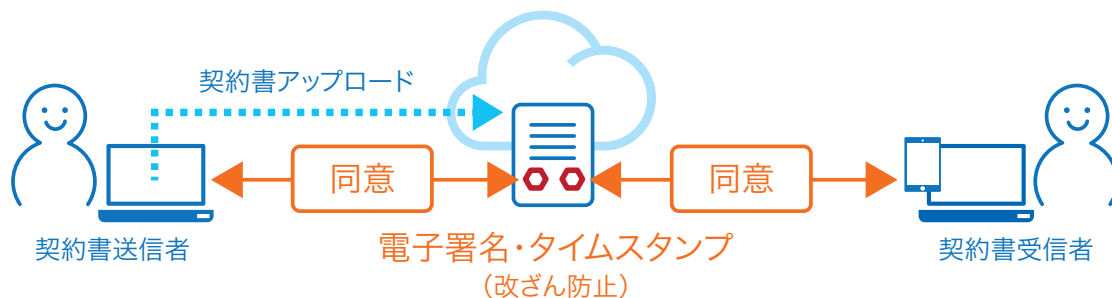 契約書アップロード
同意
同意
契約書送信者
電子署名・タイムスタンプ
（改ざん防止）
契約書受信者